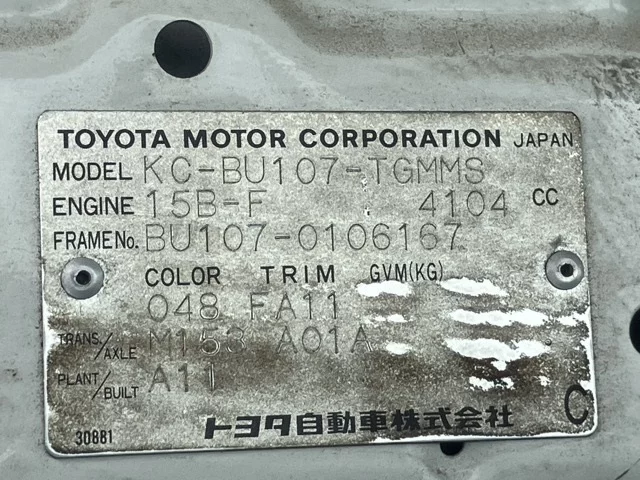 TOYOTA MOTOR CORPORATION JAPAN
MODEL KC-BU107-TGMMS
ENGINE 15B-F 4104 CC
FRAME No. BU107-0106167
COLOR TRIM GVM(KG)
048 FA11
TRANS/AXLE M153 A01A
PLANT/BUILT A11
C
30881 トヨタ自動車株式会社